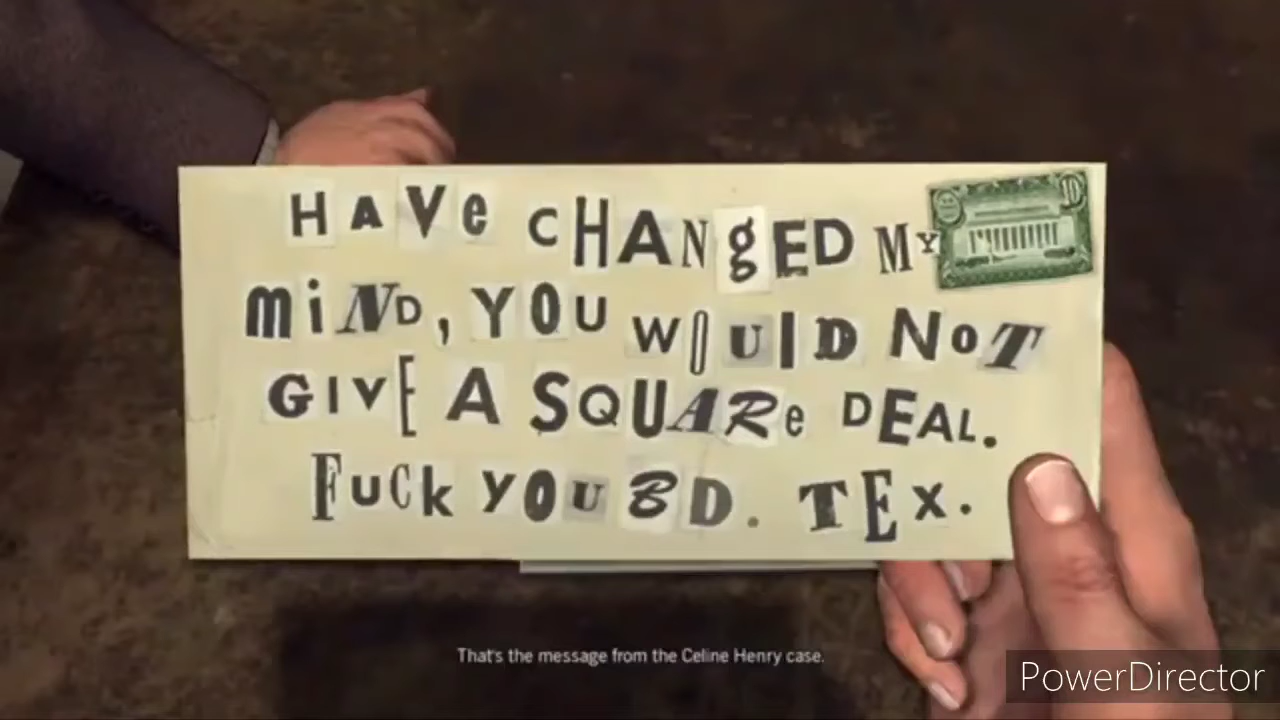 HAVe cHANgED MY
10
miND, YOU WOUlD NoT
GIVE A SQUARe DEAL.
FuCk YOU BD. TEx.
That's the message from the Celine Henry case.
PowerDirector